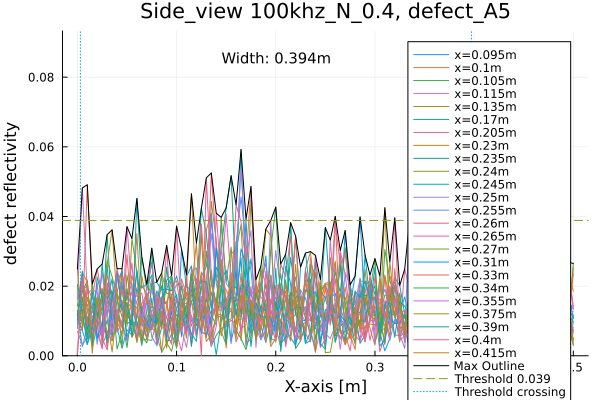 Side_view 100khz_N_0.4, defect_A5
Width: 0.394m
defect reflectivity
0.08
0.06
0.04
0.02
0.00
0.0
0.1
0.2
0.3
.5
X-axis [m]
x=0.095m
x=0.1m
x=0.105m
x=0.115m
x=0.135m
x=0.17m
x=0.205m
x=0.23m
x=0.235m
x=0.24m
x=0.245m
x=0.25m
x=0.255m
x=0.26m
x=0.265m
x=0.27m
x=0.31m
x=0.33m
x=0.34m
x=0.355m
x=0.375m
x=0.39m
x=0.4m
x=0.415m
Max Outline
Threshold 0.039
Threshold crossing